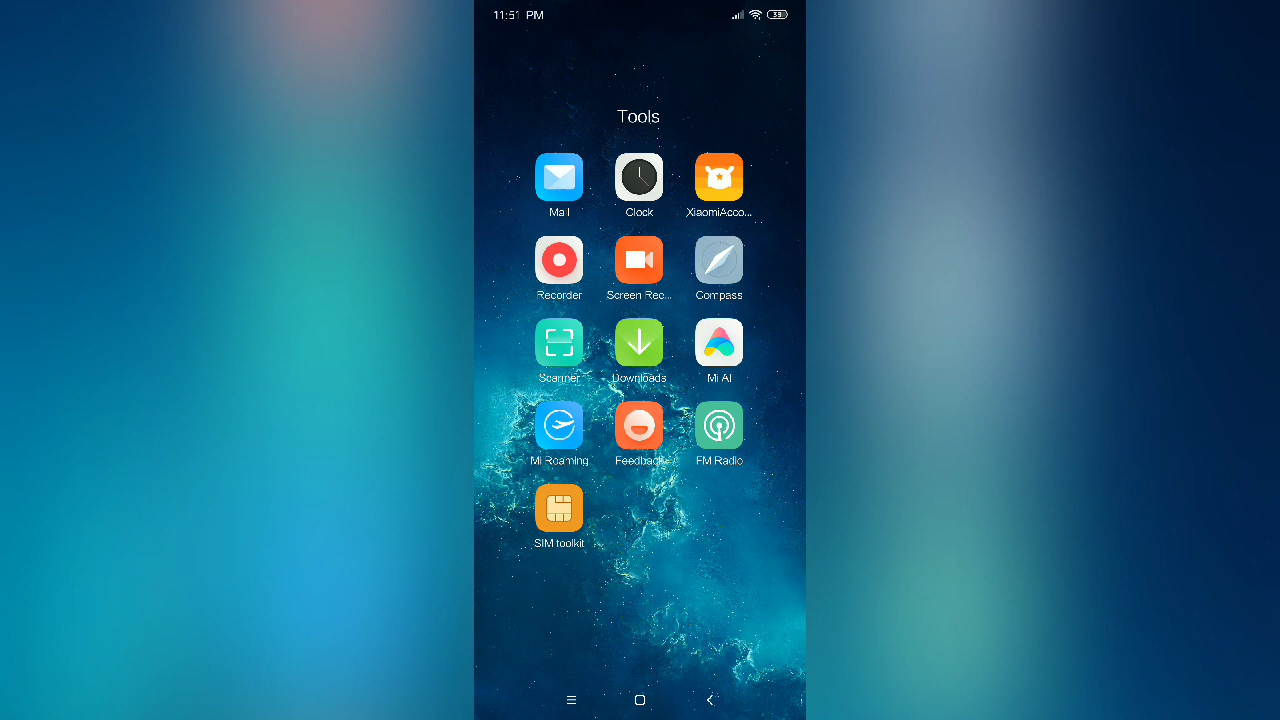 11:51 PM 39
Tools
Mail Clock XiaomiAcco...
Recorder Screen Rec... Compass
Scanner Downloads Mi AI
Mi Roaming Feedback FM Radio
SIM toolkit